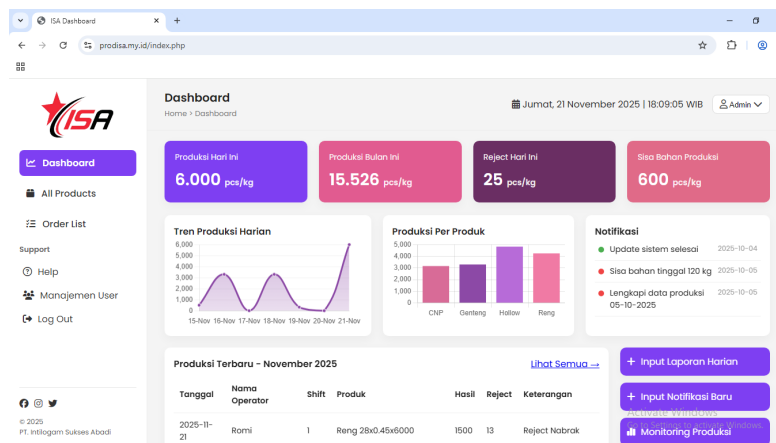 ISA Dashboard
prodisa.my.id/index.php
ISA
Dashboard
All Products
Order List
Support
Help
Manajemen User
Log Out
© 2025
PT. Intilogam Sukses Abadi
Dashboard
Home > Dashboard
Jumat, 21 November 2025 | 18:09:05 WIB
Admin
Produksi Hari Ini
6.000 pcs/kg
Produksi Bulan Ini
15.526 pcs/kg
Reject Hari Ini
25 pcs/kg
Sisa Bahan Produksi
600 pcs/kg
Tren Produksi Harian
6,000
5,000
4,000
3,000
2,000
1,000
0
15-Nov 16-Nov 17-Nov 18-Nov 19-Nov 20-Nov 21-Nov
Produksi Per Produk
5,000
4,000
3,000
2,000
1,000
0
CNP Genteng Hollow Reng
Notifikasi
Update sistem selesai 2025-10-04
Sisa bahan tinggal 120 kg 2025-10-05
Lengkapi data produksi 2025-10-05
05-10-2025
Produksi Terbaru - November 2025
Lihat Semua →
Tanggal Nama Operator Shift Produk Hasil Reject Keterangan
2025-11-21 Romi 1 Reng 28x0.45x6000 1500 13 Reject Nabrak
+ Input Laporan Harian
+ Input Notifikasi Baru
Monitoring Produksi
Activate Windows
Go to Settings to activate Windows.